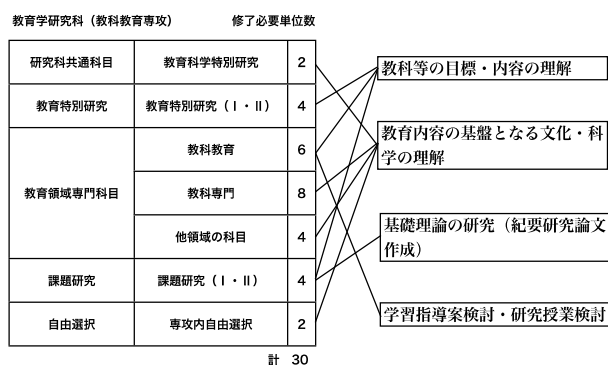 教育学研究科（教科教育専攻） 修了必要単位数
研究科共通科目 教育科学特別研究 2
教育特別研究 教育特別研究（Ⅰ・Ⅱ） 4
教育領域専門科目
教科教育 6
教科専門 8
他領域の科目 4
課題研究 課題研究（Ⅰ・Ⅱ） 4
自由選択 専攻内自由選択 2
計 30
教科等の目標・内容の理解
教育内容の基盤となる文化・科
学の理解
基礎理論の研究（紀要研究論文
作成）
学習指導案検討・研究授業検討